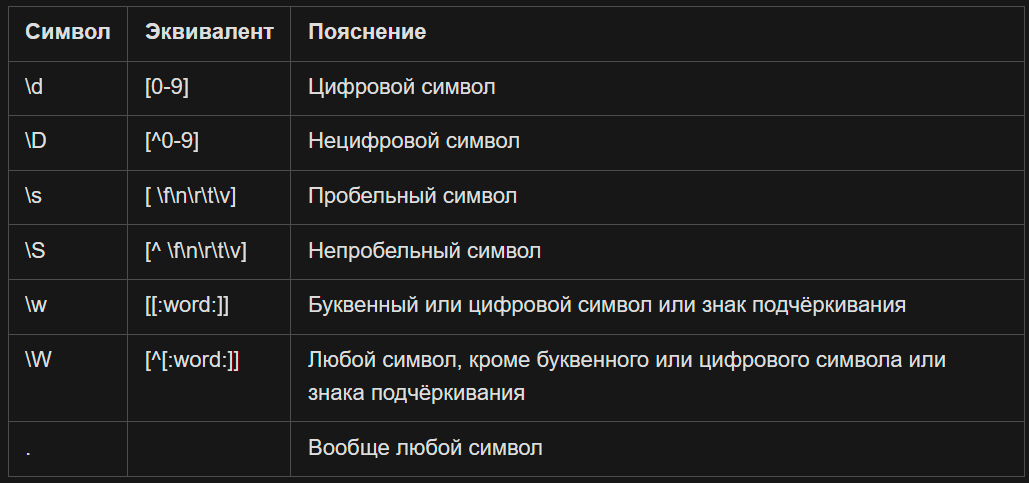 Символ Эквивалент Пояснение
\d [0-9] Цифровой символ
\D [^0-9] Нецифровой символ
\s [ \f\n\r\t\v] Пробельный символ
\S [^ \f\n\r\t\v] Непробельный символ
\w [[:word:]] Буквенный или цифровой символ или знак подчёркивания
\W [^[:word:]] Любой символ, кроме буквенного или цифрового символа или
знака подчёркивания
. Вообще любой символ